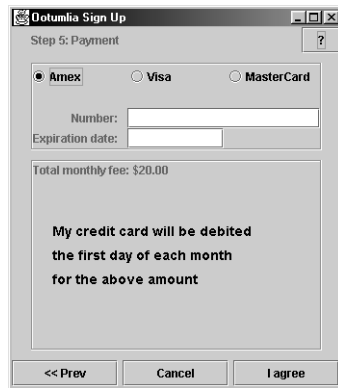 Ootumlia Sign Up
Step 5: Payment
?
Amex Visa MasterCard
Number:
Expiration date:
Total monthly fee: $20.00
My credit card will be debited
the first day of each month
for the above amount
<< Prev Cancel I agree